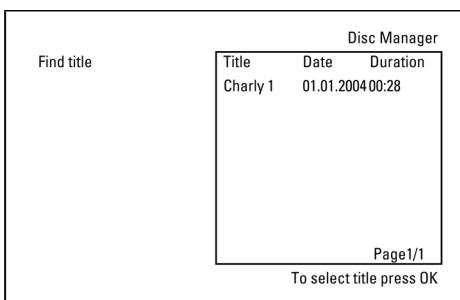 Disc Manager
Find title
Title Date Duration
Charly 1 01.01.2004 00:28
Page1/1
To select title press OK